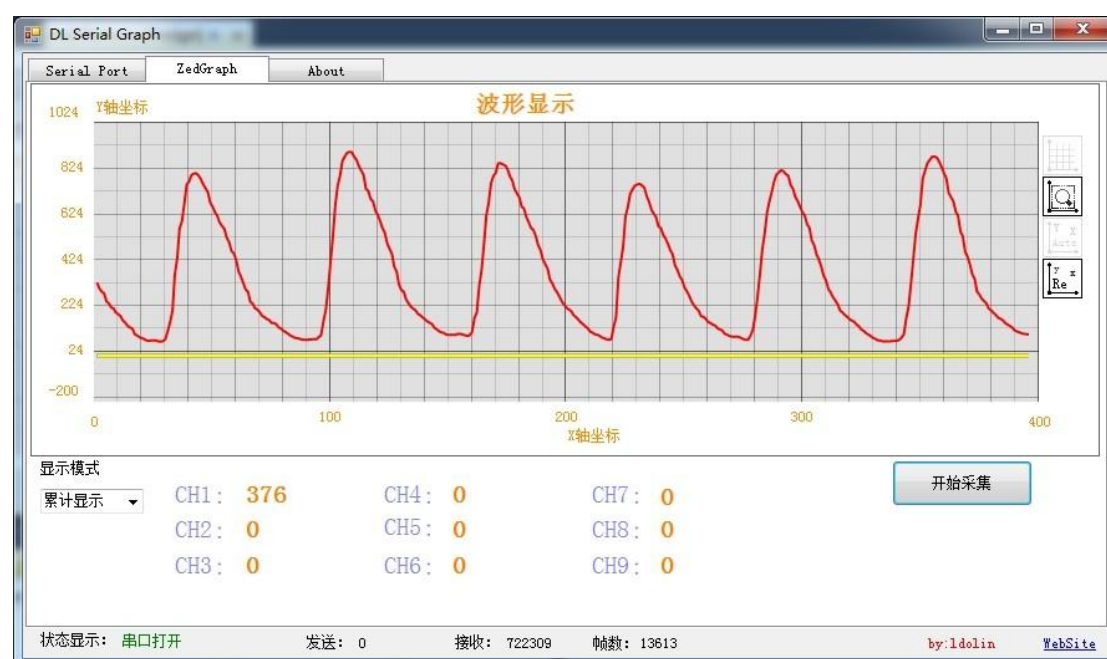 DL Serial Graph
Serial Port ZedGraph About
波形显示
Y轴坐标
1024
824
624
424
224
24
-200
0 100 200 300 400
X轴坐标
Y X
Auto
Y X
Re
显示模式
累计显示
CH1: 376 CH4: 0 CH7: 0
CH2: 0 CH5: 0 CH8: 0
CH3: 0 CH6: 0 CH9: 0
开始采集
状态显示: 串口打开 发送: 0 接收: 722309 帧数: 13613 by:ldolin WebSite